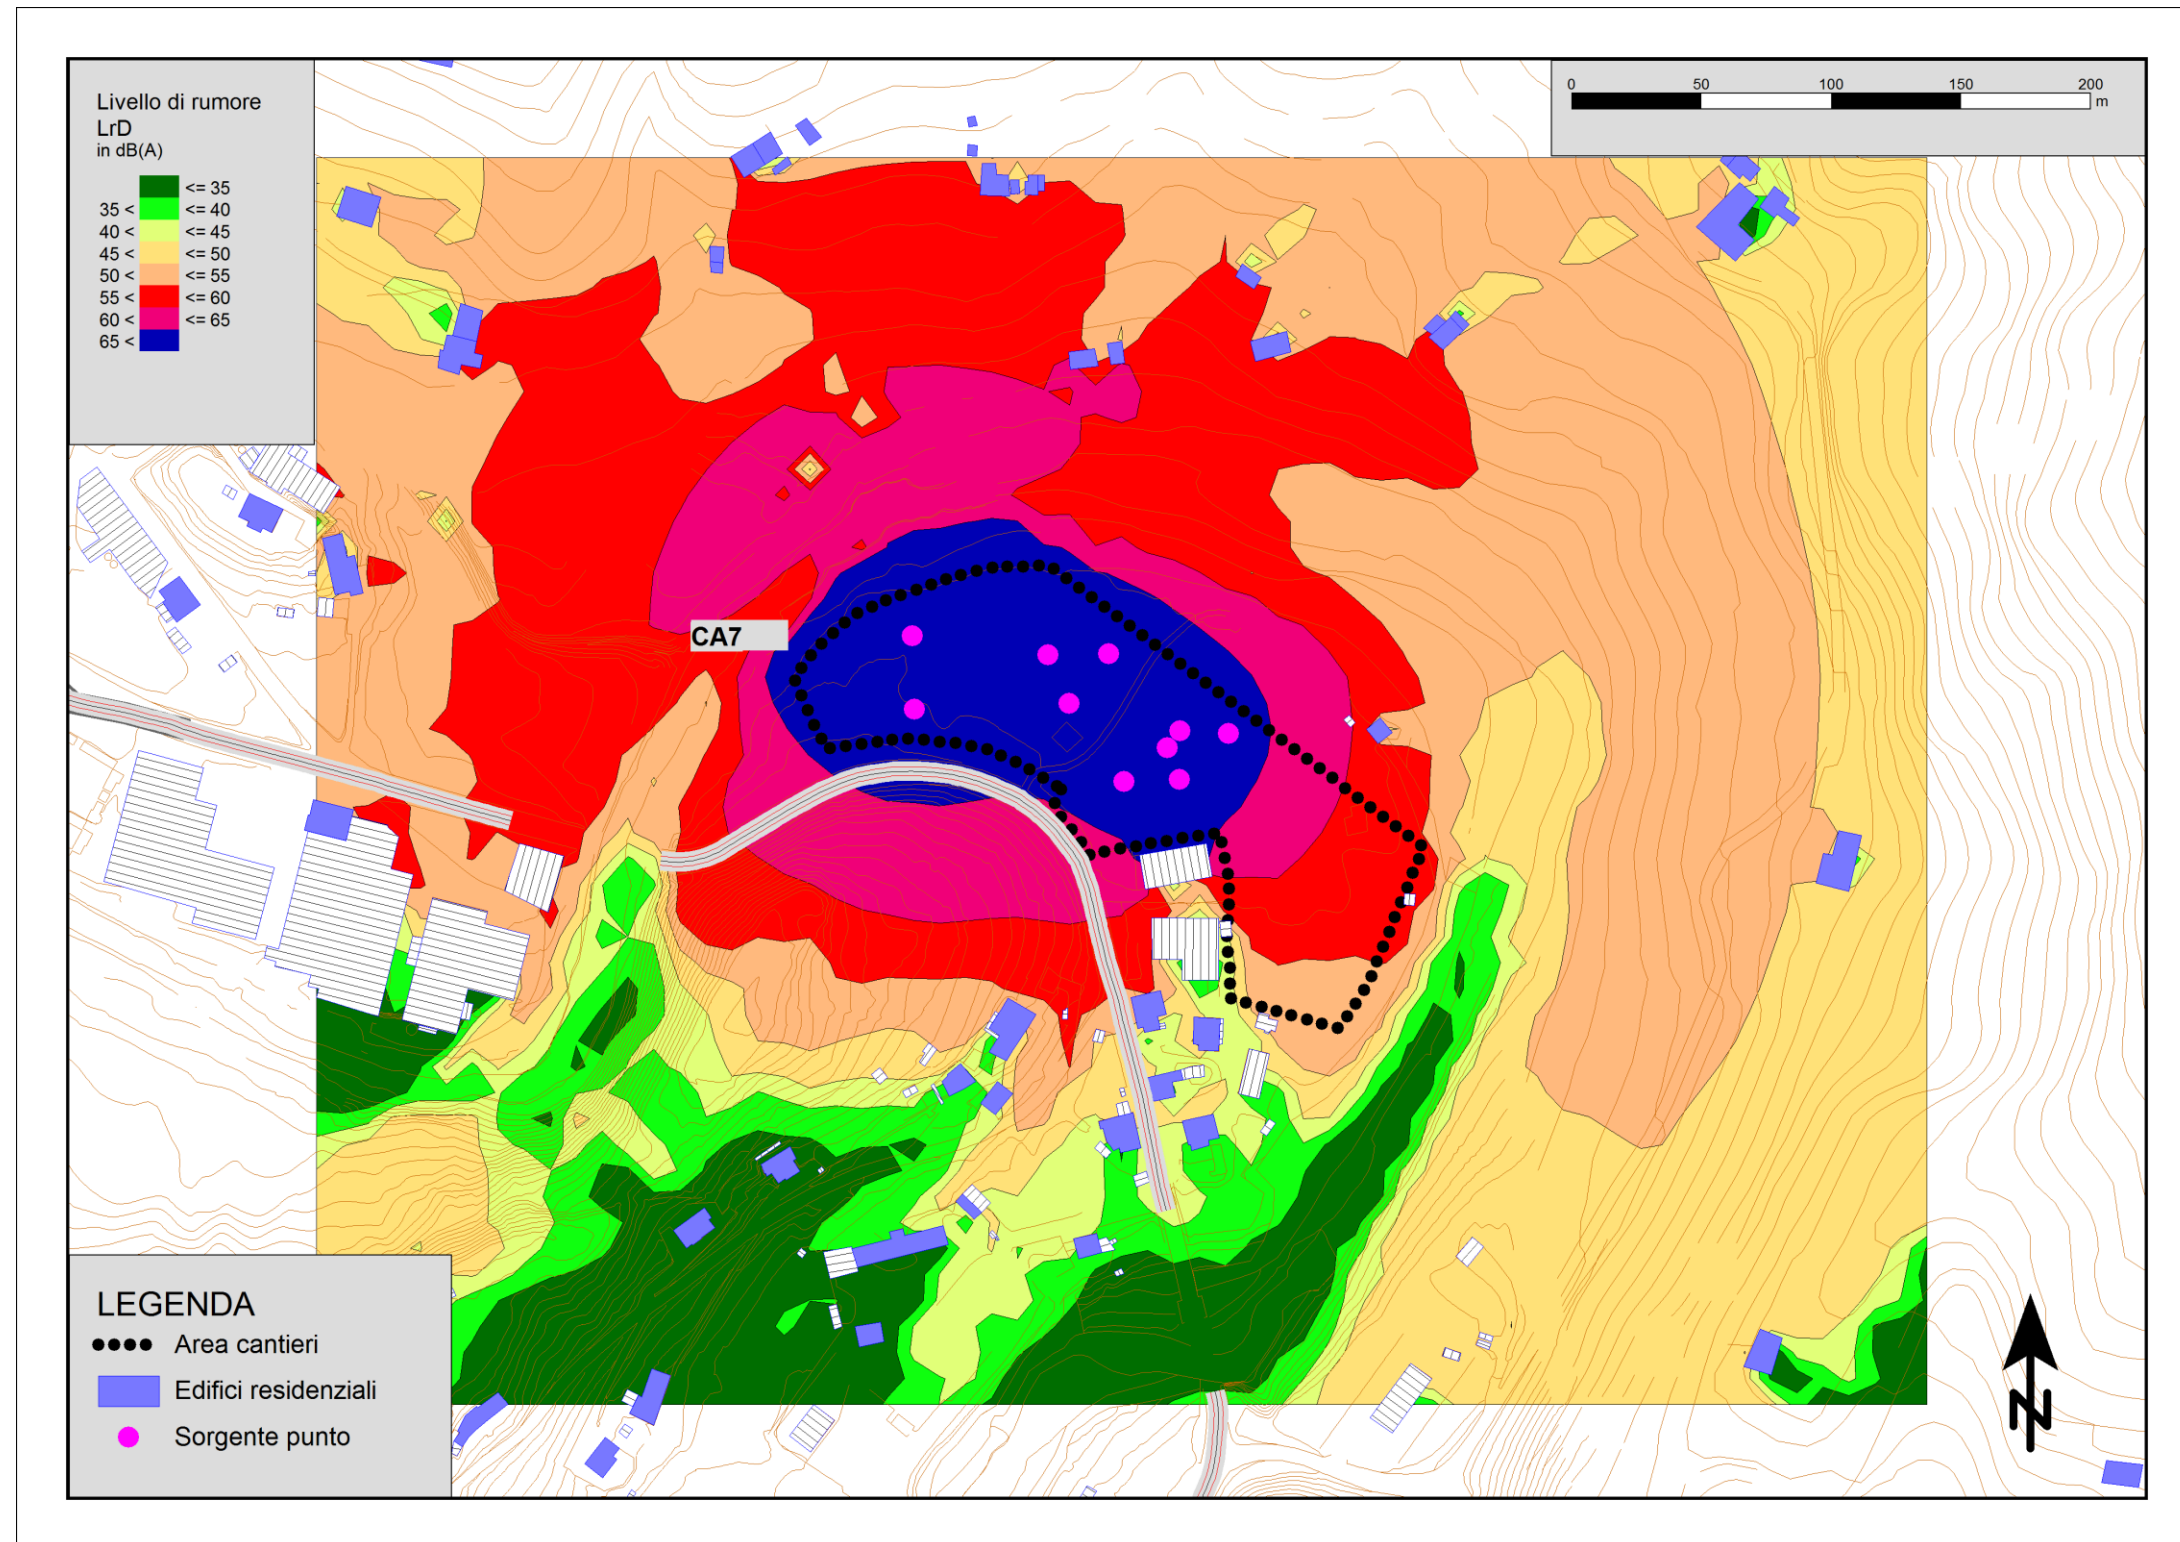 Livello di rumore
LrD
in dB(A)
<= 35
35 < <= 40
40 < <= 45
45 < <= 50
50 < <= 55
55 < <= 60
60 < <= 65
65 <
0 50 100 150 200
m
CA7
LEGENDA
Area cantieri
Edifici residenziali
Sorgente punto
N